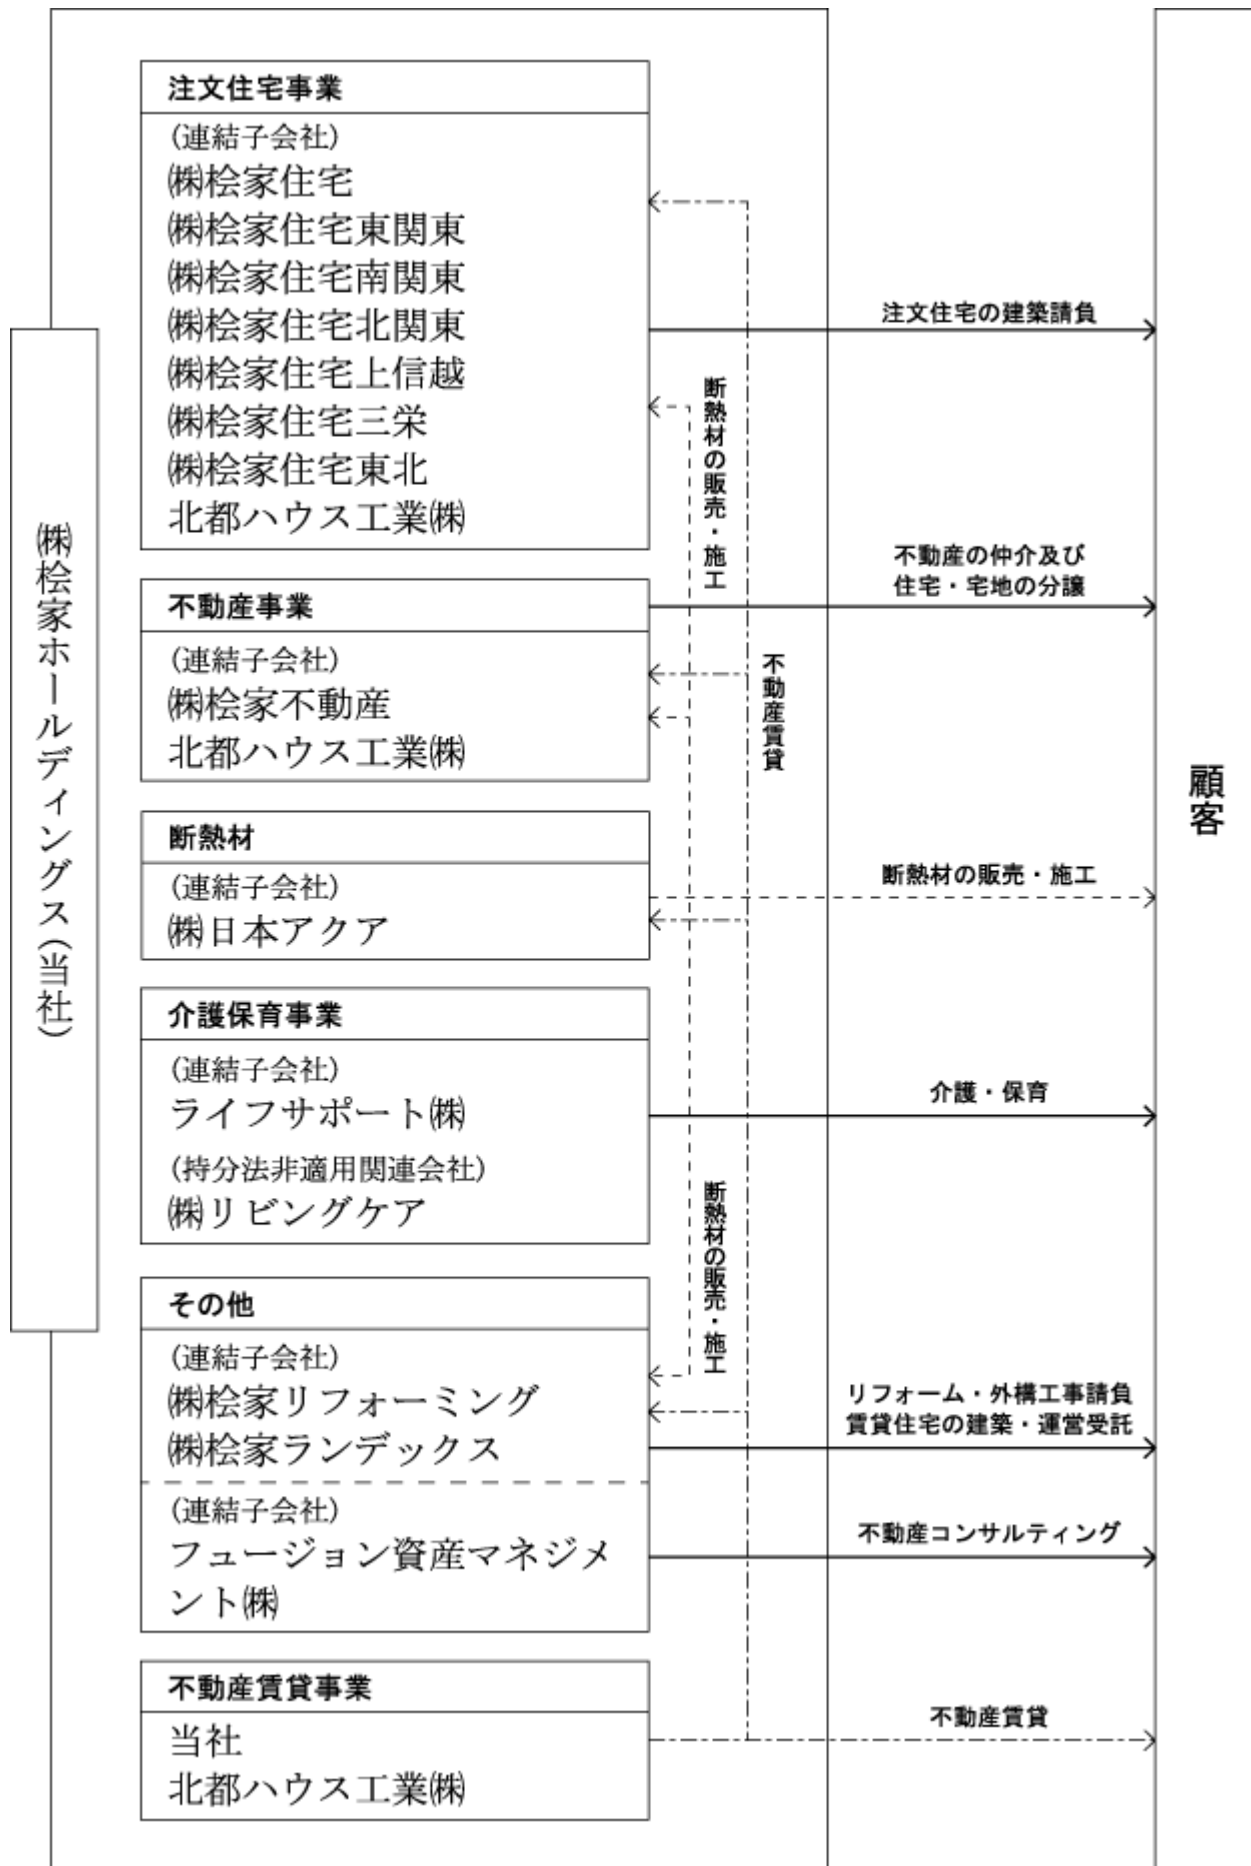 ㈱桧家ホールディングス(当社)
注文住宅事業
(連結子会社)
㈱桧家住宅
㈱桧家住宅東関東
㈱桧家住宅南関東
㈱桧家住宅北関東
㈱桧家住宅上信越
㈱桧家住宅三栄
㈱桧家住宅東北
北都ハウス工業㈱
注文住宅の建築請負
断熱材の販売・施工
不動産事業
(連結子会社)
㈱桧家不動産
北都ハウス工業㈱
不動産の仲介及び
住宅・宅地の分譲
不動産賃貸
断熱材
(連結子会社)
㈱日本アクア
断熱材の販売・施工
介護保育事業
(連結子会社)
ライフサポート㈱
(持分法非適用関連会社)
㈱リビングケア
介護・保育
断熱材の販売・施工
その他
(連結子会社)
㈱桧家リフォーミング
㈱桧家ランデックス
リフォーム・外構工事請負
賃貸住宅の建築・運営受託
(連結子会社)
フュージョン資産マネジメ
ント㈱
不動産コンサルティング
不動産賃貸事業
当社
北都ハウス工業㈱
不動産賃貸
顧客